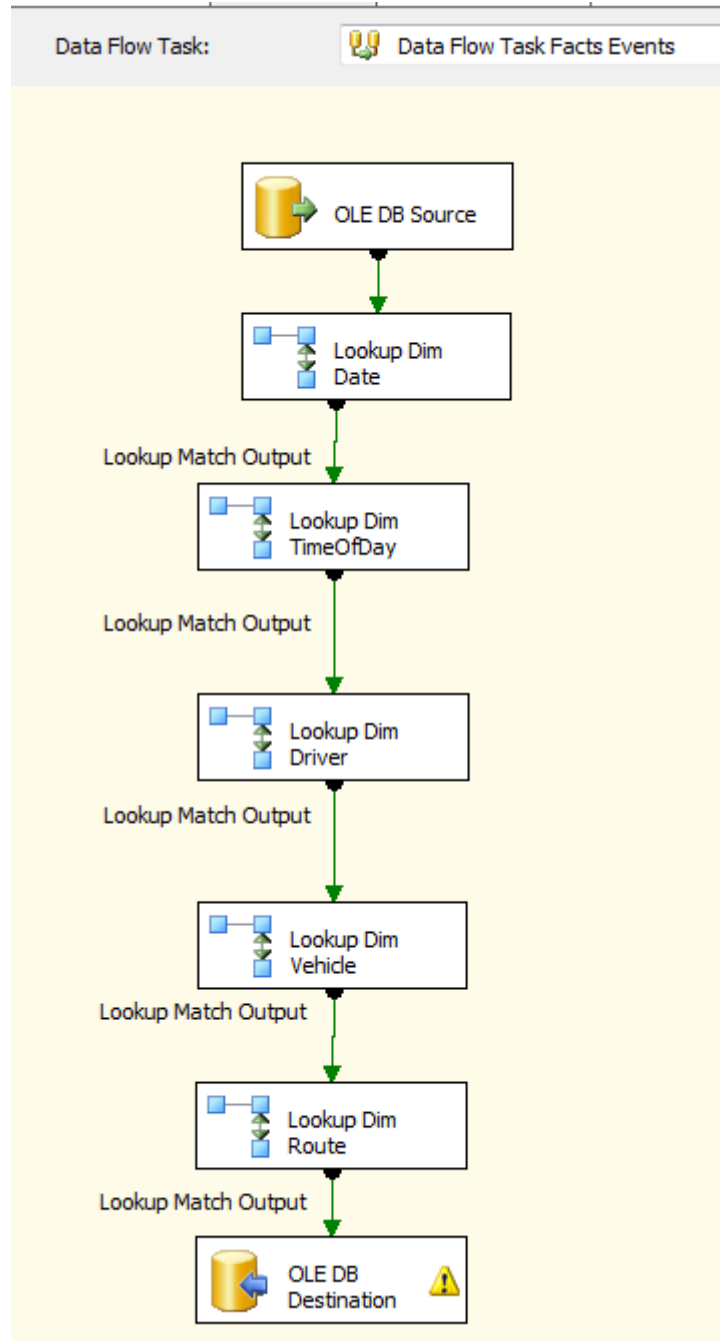 Data Flow Task: Data Flow Task Facts Events
OLE DB Source
Lookup Dim
Date
Lookup Match Output
Lookup Dim
TimeOfDay
Lookup Match Output
Lookup Dim
Driver
Lookup Match Output
Lookup Dim
Vehicle
Lookup Match Output
Lookup Dim
Route
Lookup Match Output
OLE DB
Destination